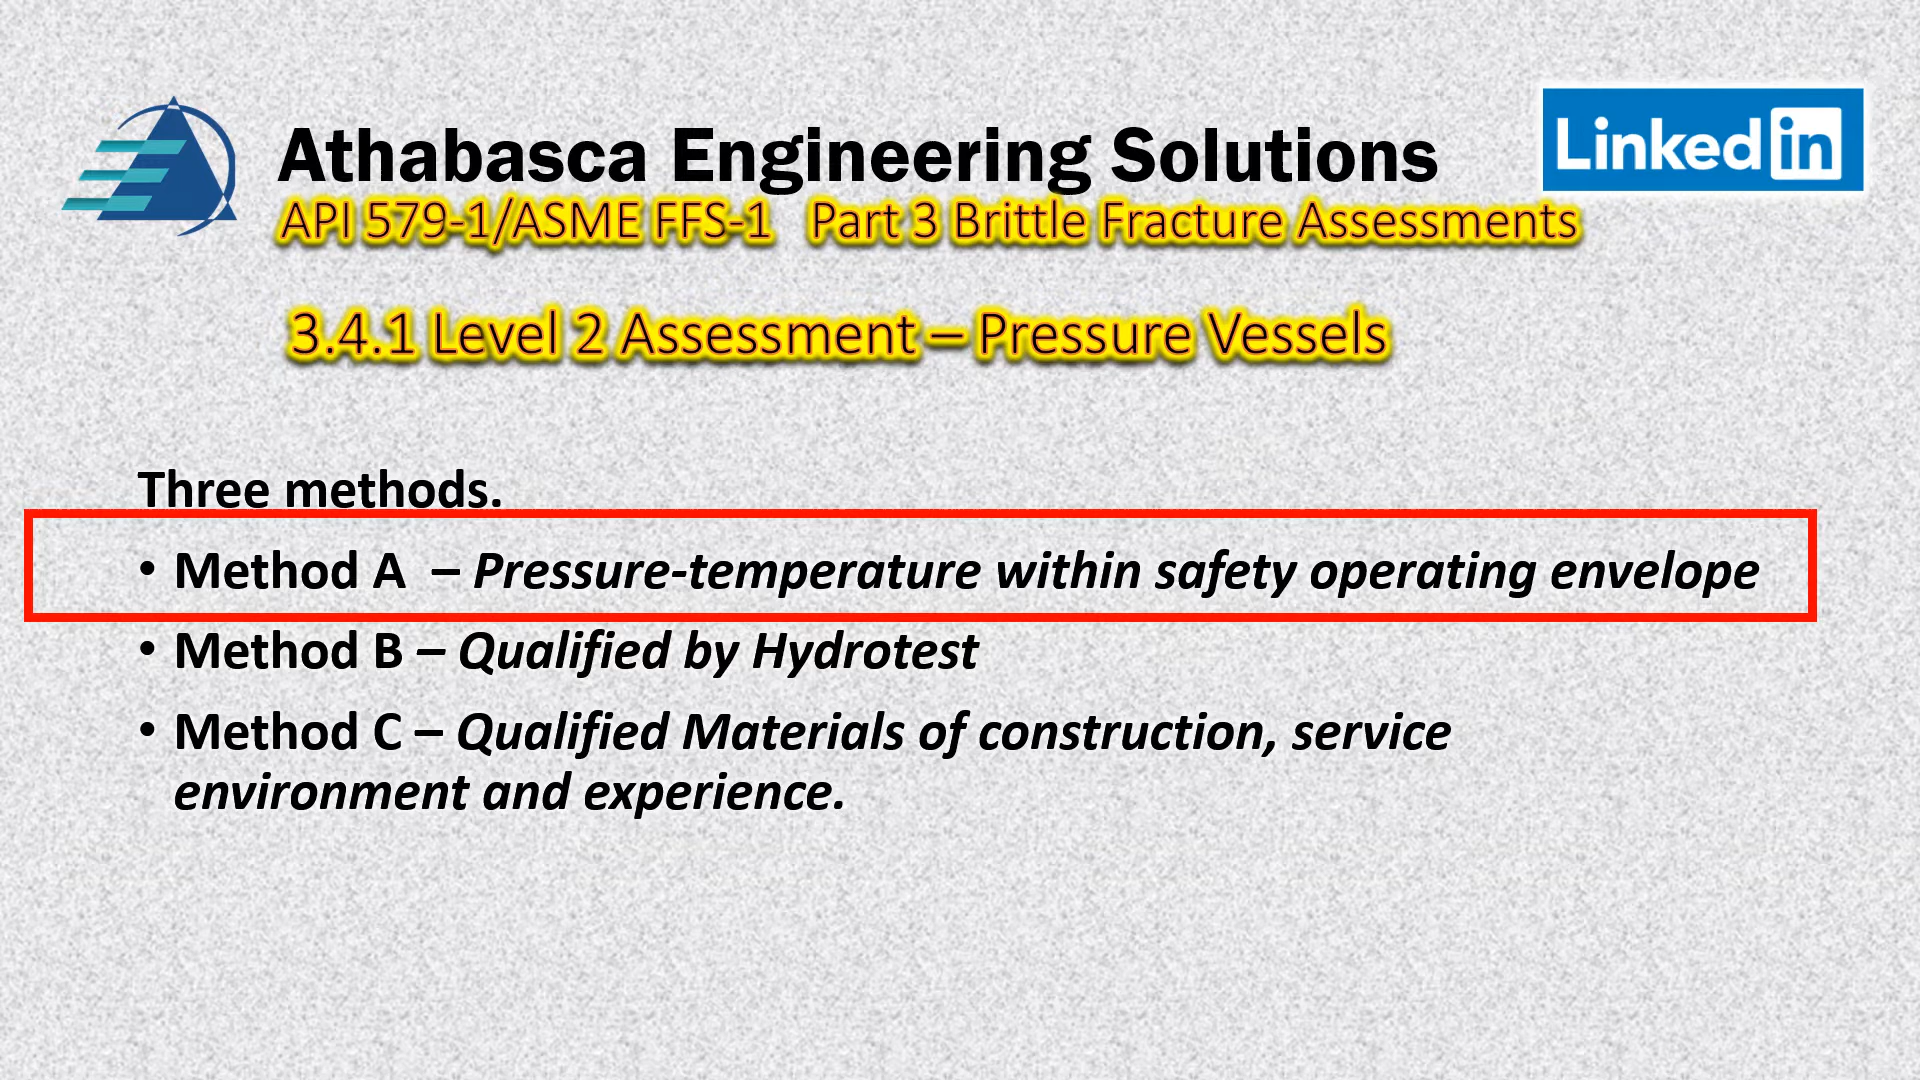 Athabasca Engineering Solutions
Linked in
API 579-1/ASME FFS-1   Part 3 Brittle Fracture Assessments
3.4.1 Level 2 Assessment – Pressure Vessels
Three methods.
• Method A  – Pressure-temperature within safety operating envelope
• Method B – Qualified by Hydrotest
• Method C – Qualified Materials of construction, service
environment and experience.